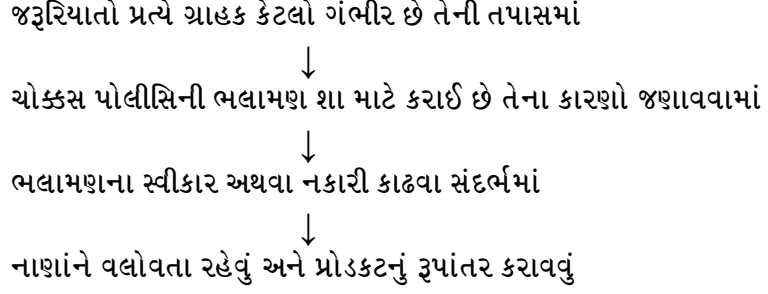 જરૂરિયાતો પ્રત્યે ગ્રાહક કેટલો ગંભીર છે તેની તપાસમાં
↓
ચોક્કસ પોલીસિની ભલામણ શા માટે કરાઈ છે તેના કારણો જણાવવામાં
↓
ભલામણના સ્વીકાર અથવા નકારી કાઢવા સંદર્ભમાં
↓
નાણાંને વલોવતા રહેવું અને પ્રોડકટનું રૂપાંતર કરાવવું